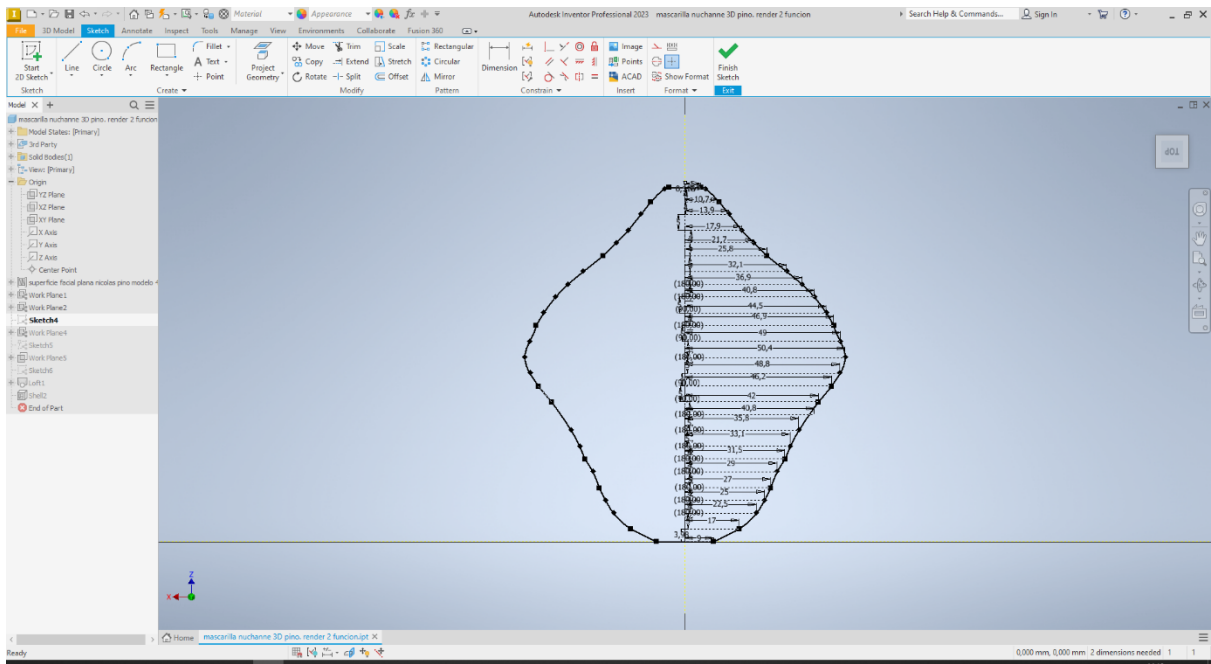 Material
Appearance
Autodesk Inventor Professional 2023 mascarilla nuchanne 3D pino. render 2 funcion
Search Help & Commands...
Sign In
File 3D Model Sketch Annotate Inspect Tools Manage View Environments Collaborate Fusion 360
Start 2D Sketch
Line
Circle
Arc
Rectangle
Fillet
Text
Point
Project Geometry
Move
Copy
Rotate
Trim
Extend
Split
Scale
Stretch
Offset
Rectangular
Circular
Mirror
Dimension
Image
Points
ACAD
Show Format
Finish Sketch
Sketch Create Modify Pattern Constrain Insert Format Exit
Model
mascarilla nuchanne 3D pino. render 2 funcion
Model States: [Primary]
3rd Party
Solid Bodies(1)
View: [Primary]
Origin
YZ Plane
XZ Plane
XY Plane
X Axis
Y Axis
Z Axis
Center Point
superficie facial plana nicolas pino modelo
Work Plane1
Work Plane2
Sketch4
Work Plane4
Sketch5
Work Plane5
Sketch6
Loft1
Shell2
End of Part
TOP
10,7
13,9
17,9
21,7
25,8
32,1
36,9
40,8
44,5
46,9
49
50,4
48,8
46,2
42
40,8
35,8
33,1
31,5
29
27
25
22,5
17
9
Z
X
Home mascarilla nuchanne 3D pino. render 2 funcion.ipt
Ready
0,000 mm, 0,000 mm 2 dimensions needed 1 1